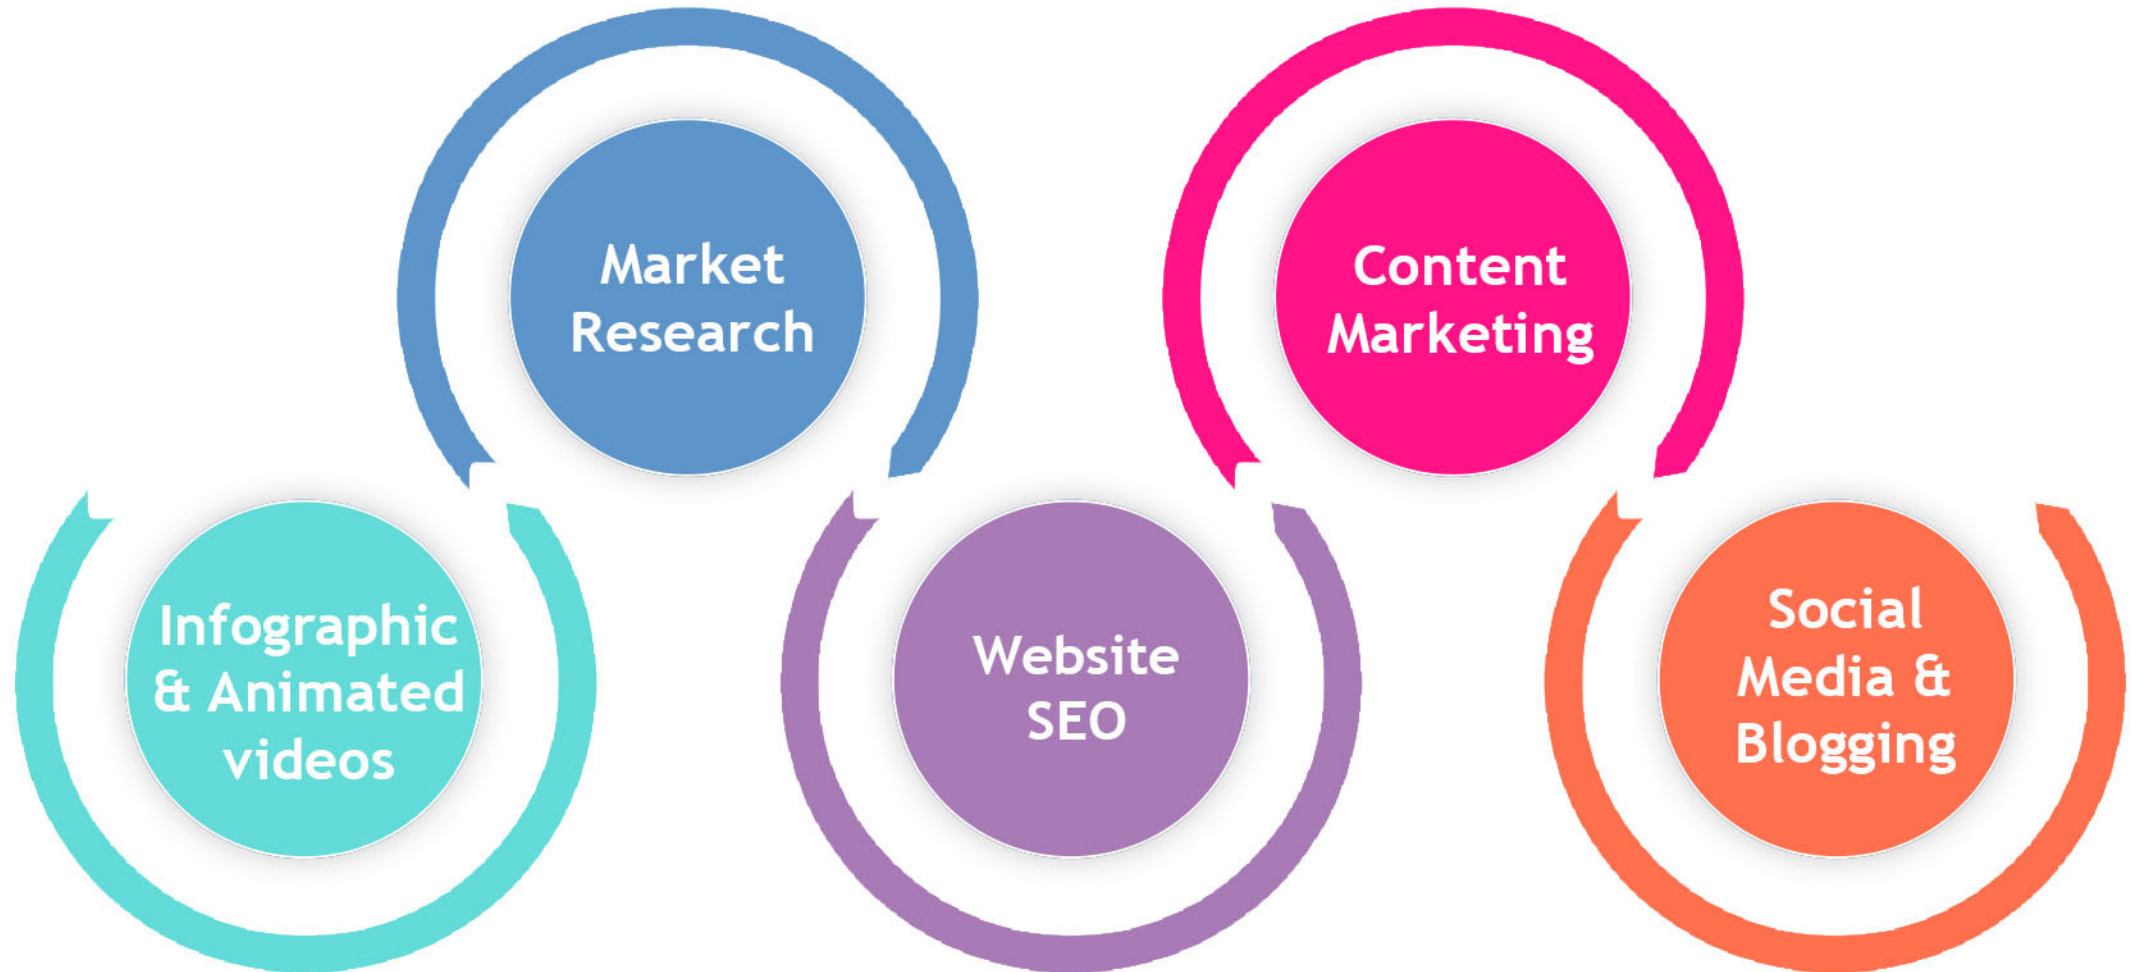 Infographic
& Animated
videos
Market
Research
Website
SEO
Content
Marketing
Social
Media &
Blogging